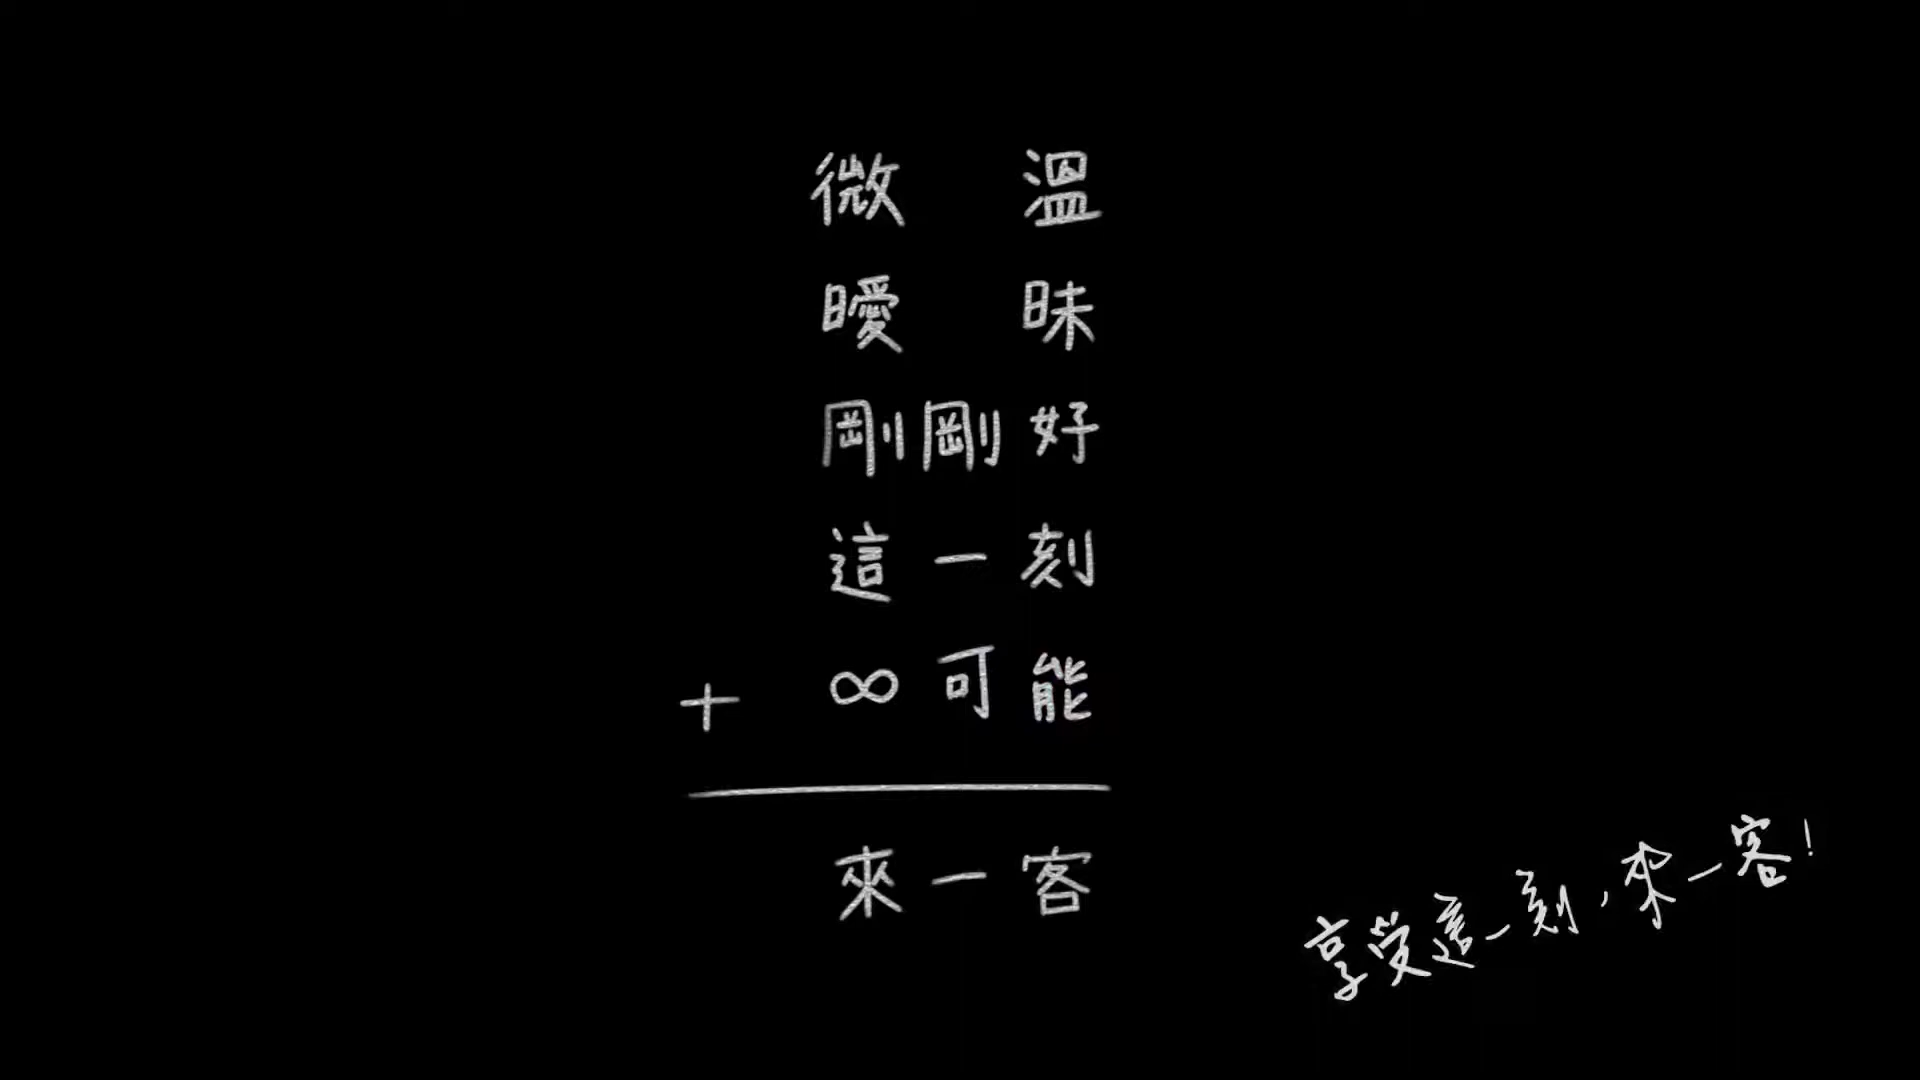 微 溫
曖 昧
剛剛好
這一刻
+ ∞可能
來一客
享受這一刻,來一客!